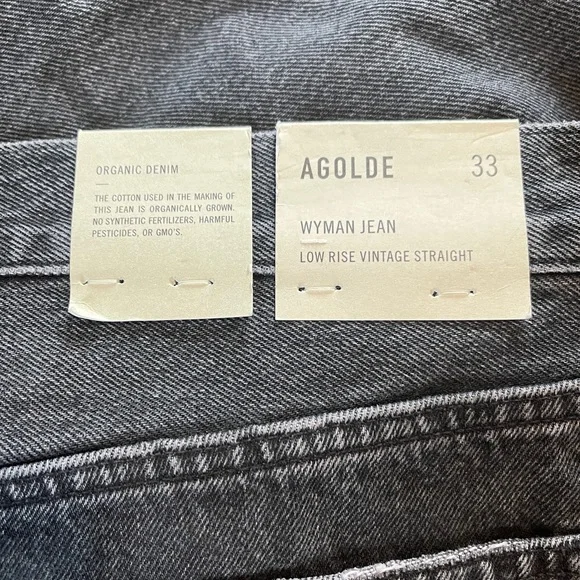 ORGANIC DENIM
THE COTTON USED IN THE MAKING OF
THIS JEAN IS ORGANICALLY GROWN.
NO SYNTHETIC FERTILIZERS, HARMFUL
PESTICIDES, OR GMO'S.
AGOLDE 33
WYMAN JEAN
LOW RISE VINTAGE STRAIGHT